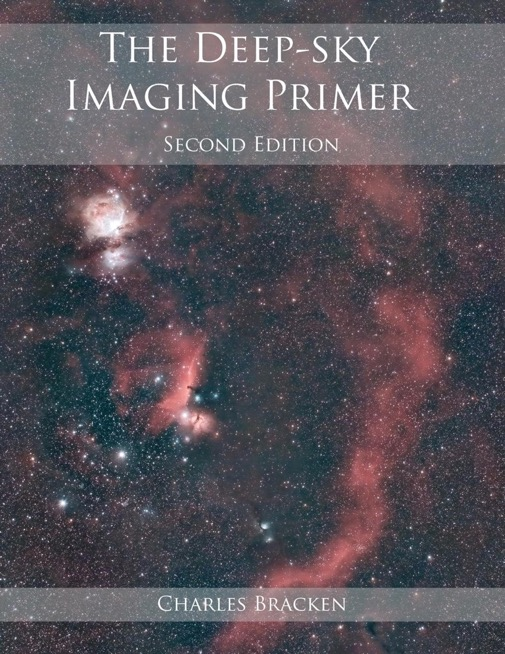 The Deep-sky
Imaging Primer
Second Edition
Charles Bracken